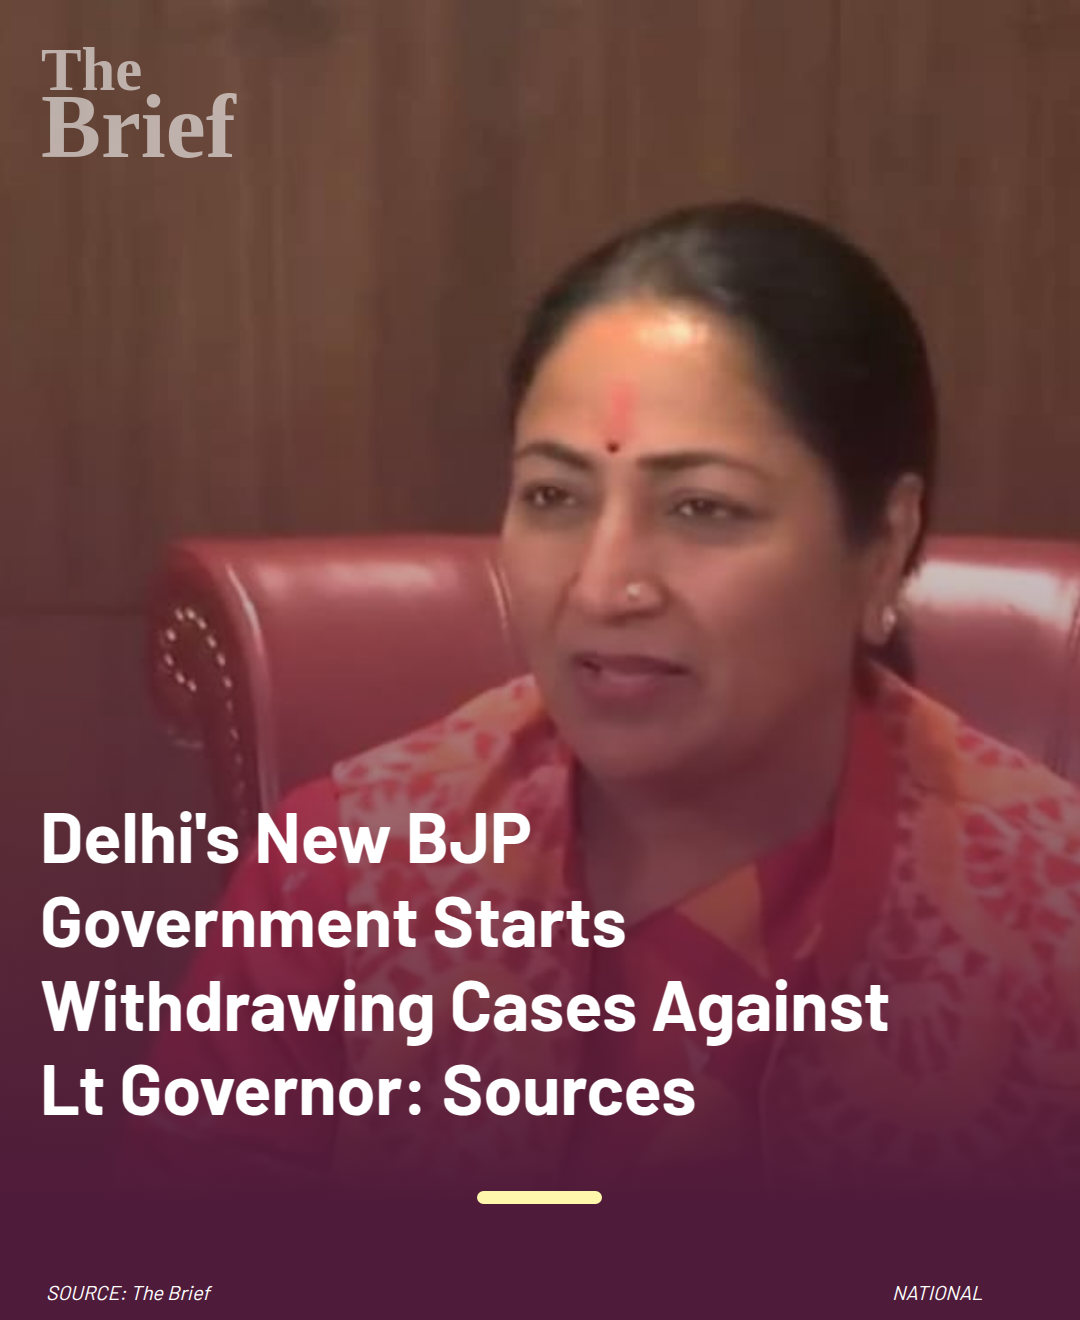 The
Brief
Delhi's New BJP
Government Starts
Withdrawing Cases Against
Lt Governor: Sources
SOURCE: The Brief
NATIONAL